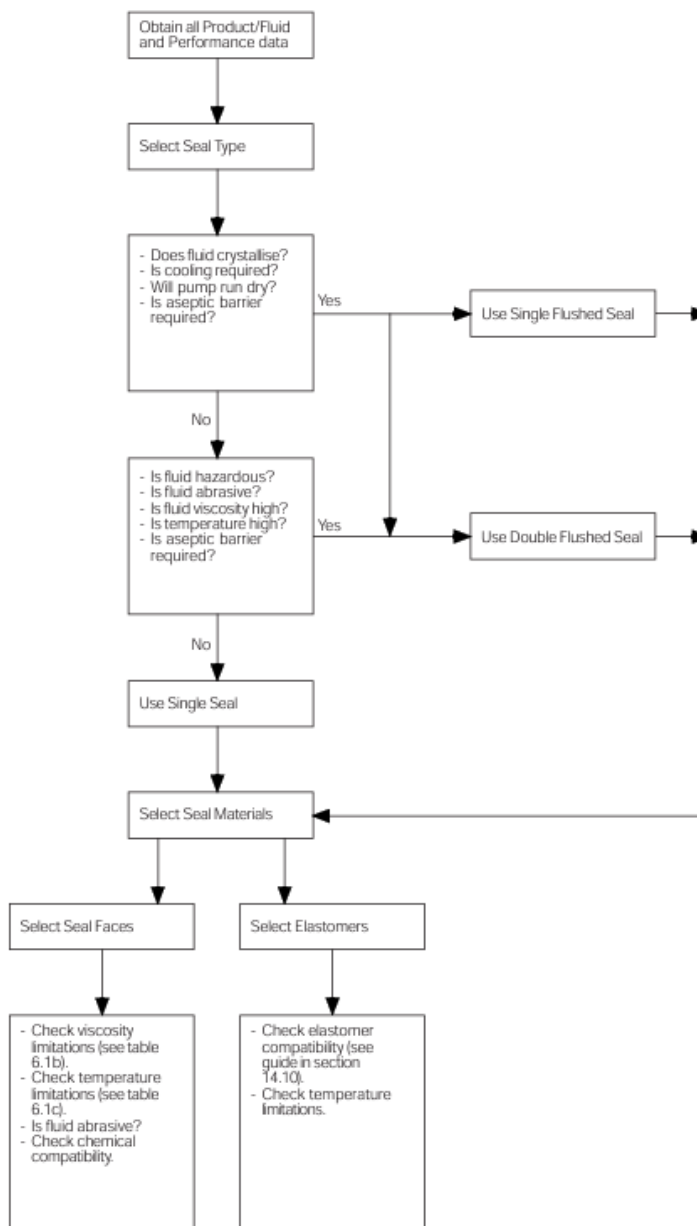 Obtain all Product/Fluid
and Performance data
Select Seal Type
- Does fluid crystallise?
- Is cooling required?
- Will pump run dry?
- Is aseptic barrier
required?
Yes
Use Single Flushed Seal
No
- Is fluid hazardous?
- Is fluid abrasive?
- Is fluid viscosity high?
- Is temperature high?
- Is aseptic barrier
required?
Yes
Use Double Flushed Seal
No
Use Single Seal
Select Seal Materials
Select Seal Faces
Select Elastomers
- Check viscosity
limitations (see table
6.1b).
- Check temperature
limitations (see table
6.1c).
- Is fluid abrasive?
- Check chemical
compatibility.
- Check elastomer
compatibility (see
guide in section
14.10).
- Check temperature
limitations.